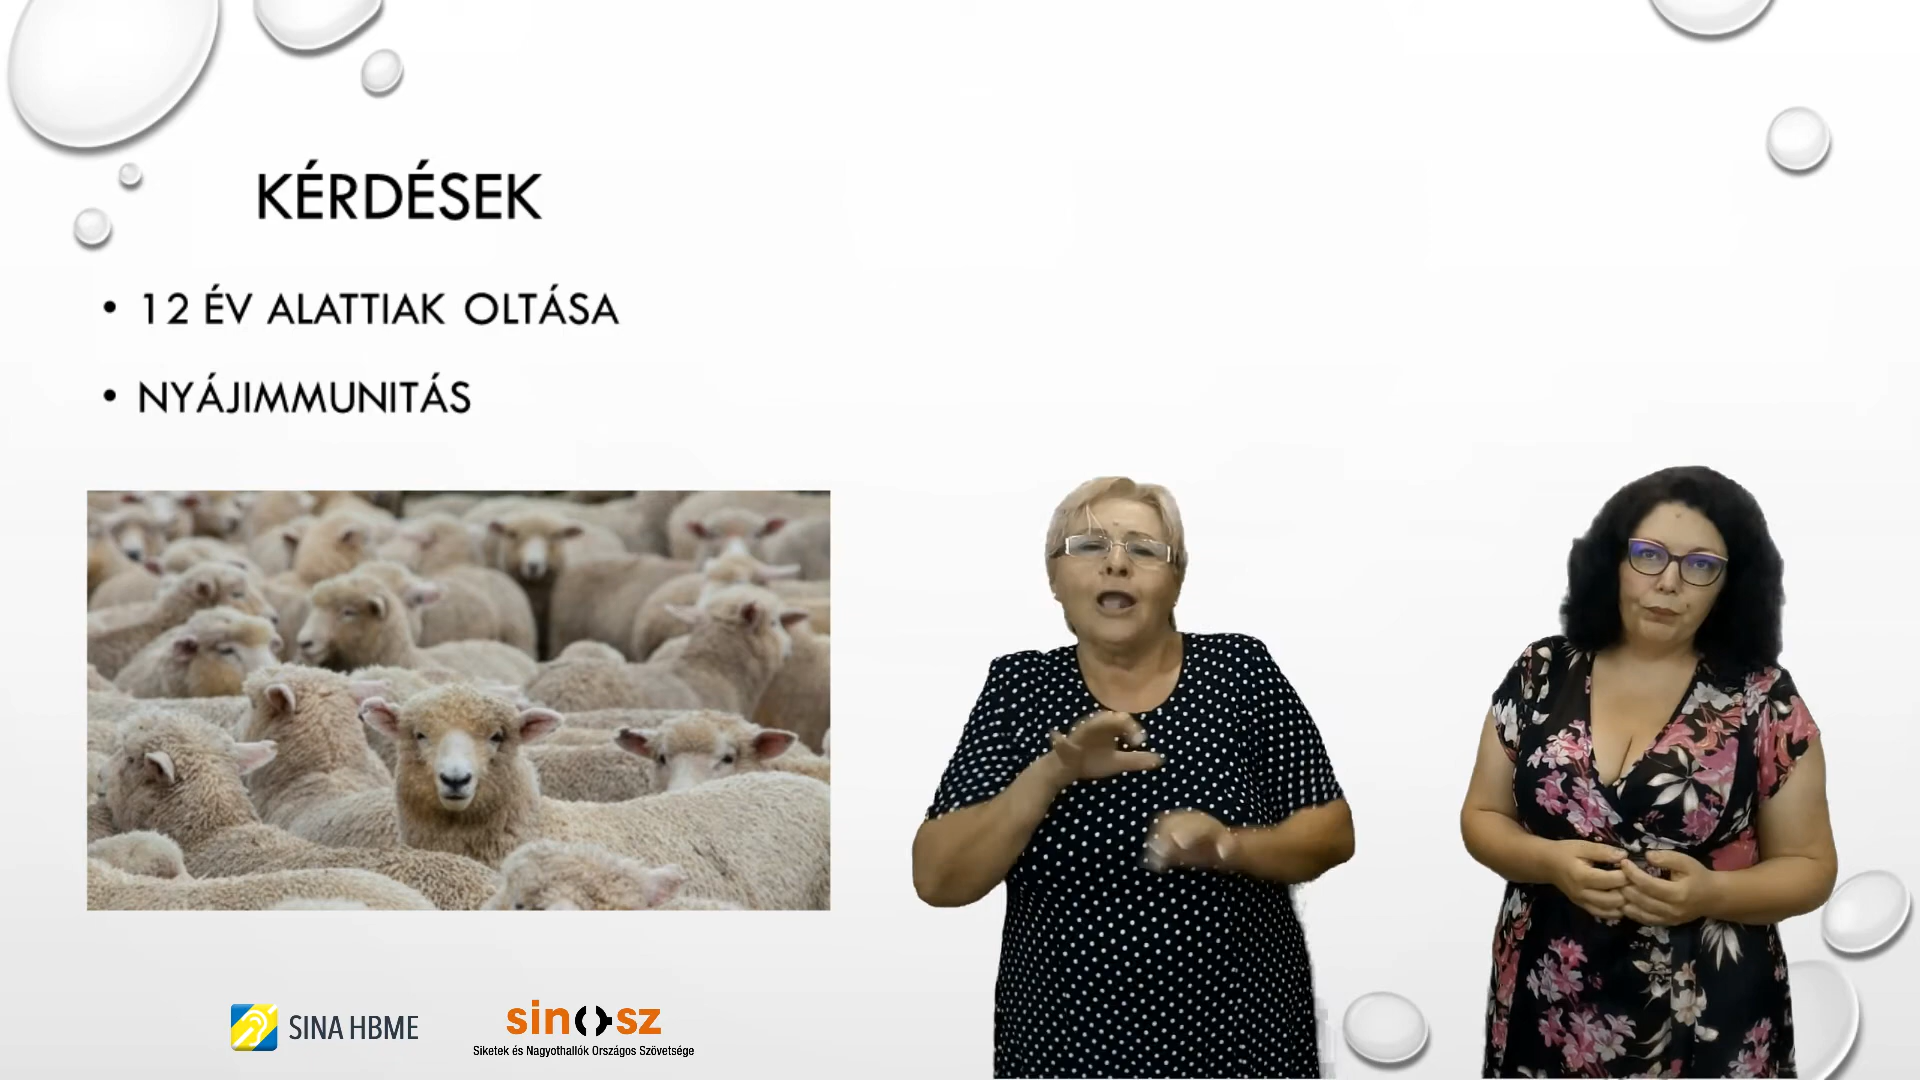 KÉRDÉSEK
• 12 ÉV ALATTIAK OLTÁSA
• NYÁJIMMUNITÁS
SINA HBME
sinosz
Siketek és Nagyothallók Országos Szövetsége